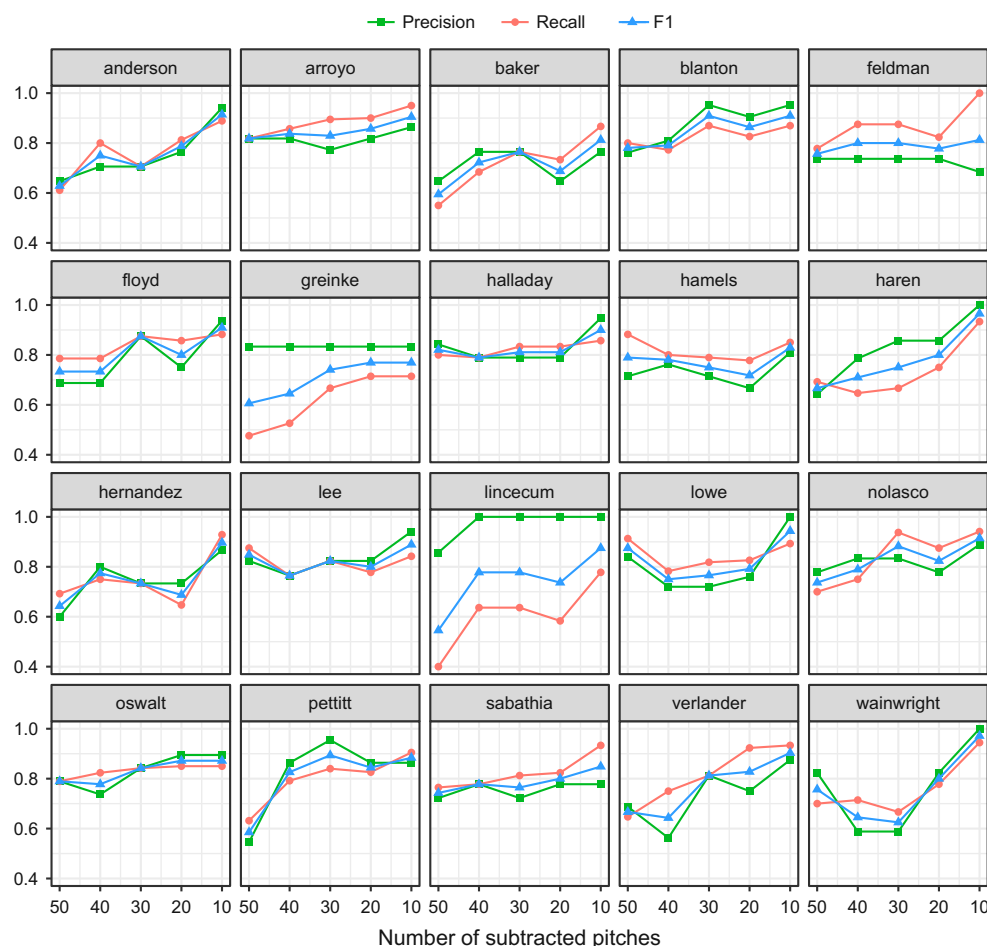 Precision Recall F1
anderson arroyo baker blanton feldman
1.0
0.8
0.6
0.4
floyd greinke halladay hamels haren
1.0
0.8
0.6
0.4
hernandez lee lincecum lowe nolasco
1.0
0.8
0.6
0.4
oswalt pettitt sabathia verlander wainwright
1.0
0.8
0.6
0.4
50 40 30 20 10 50 40 30 20 10 50 40 30 20 10 50 40 30 20 10 50 40 30 20 10
Number of subtracted pitches